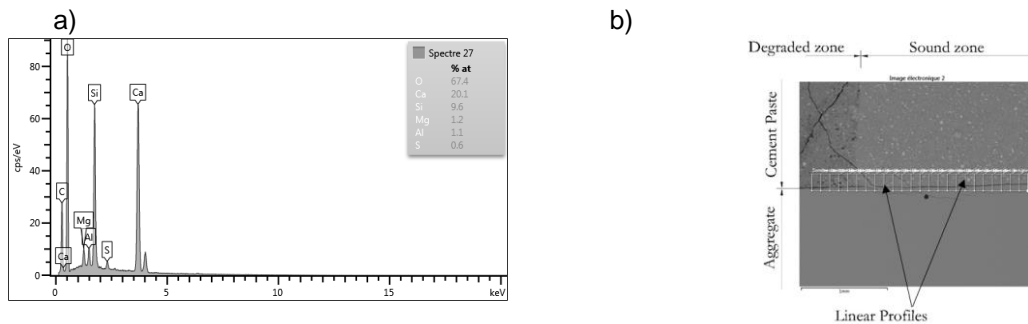 a)
80
60
40
20
0
cps/eV
O
Si
Ca
C
Mg
Al
Ca
S
0
5
10
15
keV
Spectre 27
% at
O 67.4
Ca 20.1
Si 9.6
Mg 1.2
Al 1.1
S 0.6
b)
Degraded zone
Sound zone
Image électronique 2
Cement Paste
Aggregate
1mm
Linear Profiles